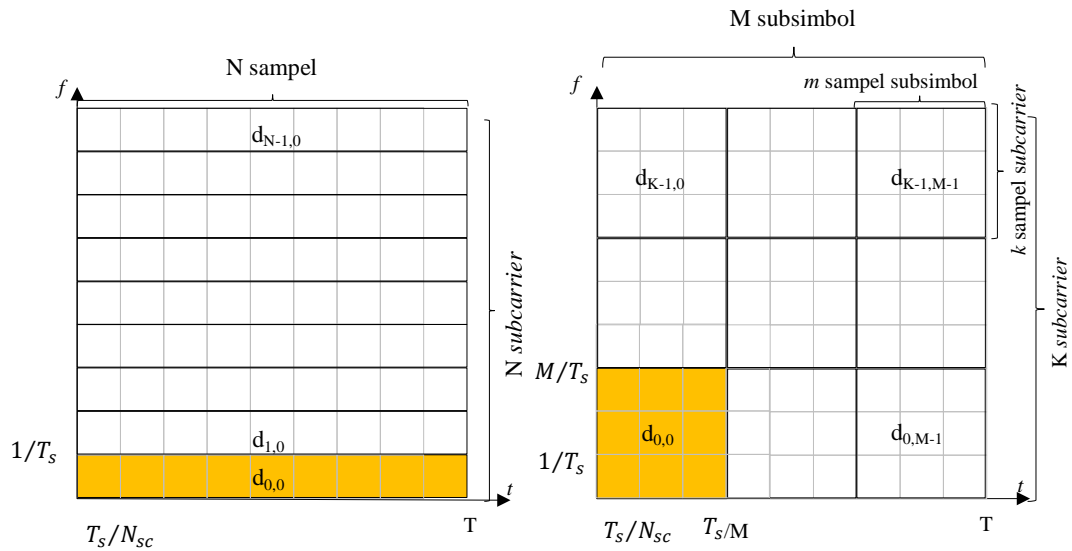 N sampel
f
d_{N-1,0}
N subcarrier
d_{1,0}
1/T_s
d_{0,0}
t
T_s/N_{sc}
T
M subsimbol
m sampel subsimbol
f
d_{K-1,0}
d_{K-1,M-1}
k sampel subcarrier
K subcarrier
M/T_s
d_{0,0}
d_{0,M-1}
1/T_s
t
T_s/N_{sc}
T_s/M
T